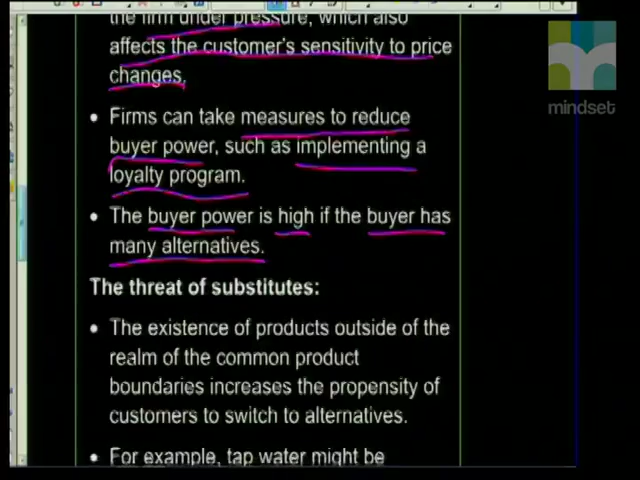 the firm under pressure, which also
affects the customer's sensitivity to price
changes.
• Firms can take measures to reduce
buyer power, such as implementing a
loyalty program.
• The buyer power is high if the buyer has
many alternatives.
The threat of substitutes:
• The existence of products outside of the
realm of the common product
boundaries increases the propensity of
customers to switch to alternatives.
• For example, tap water might be
mindset